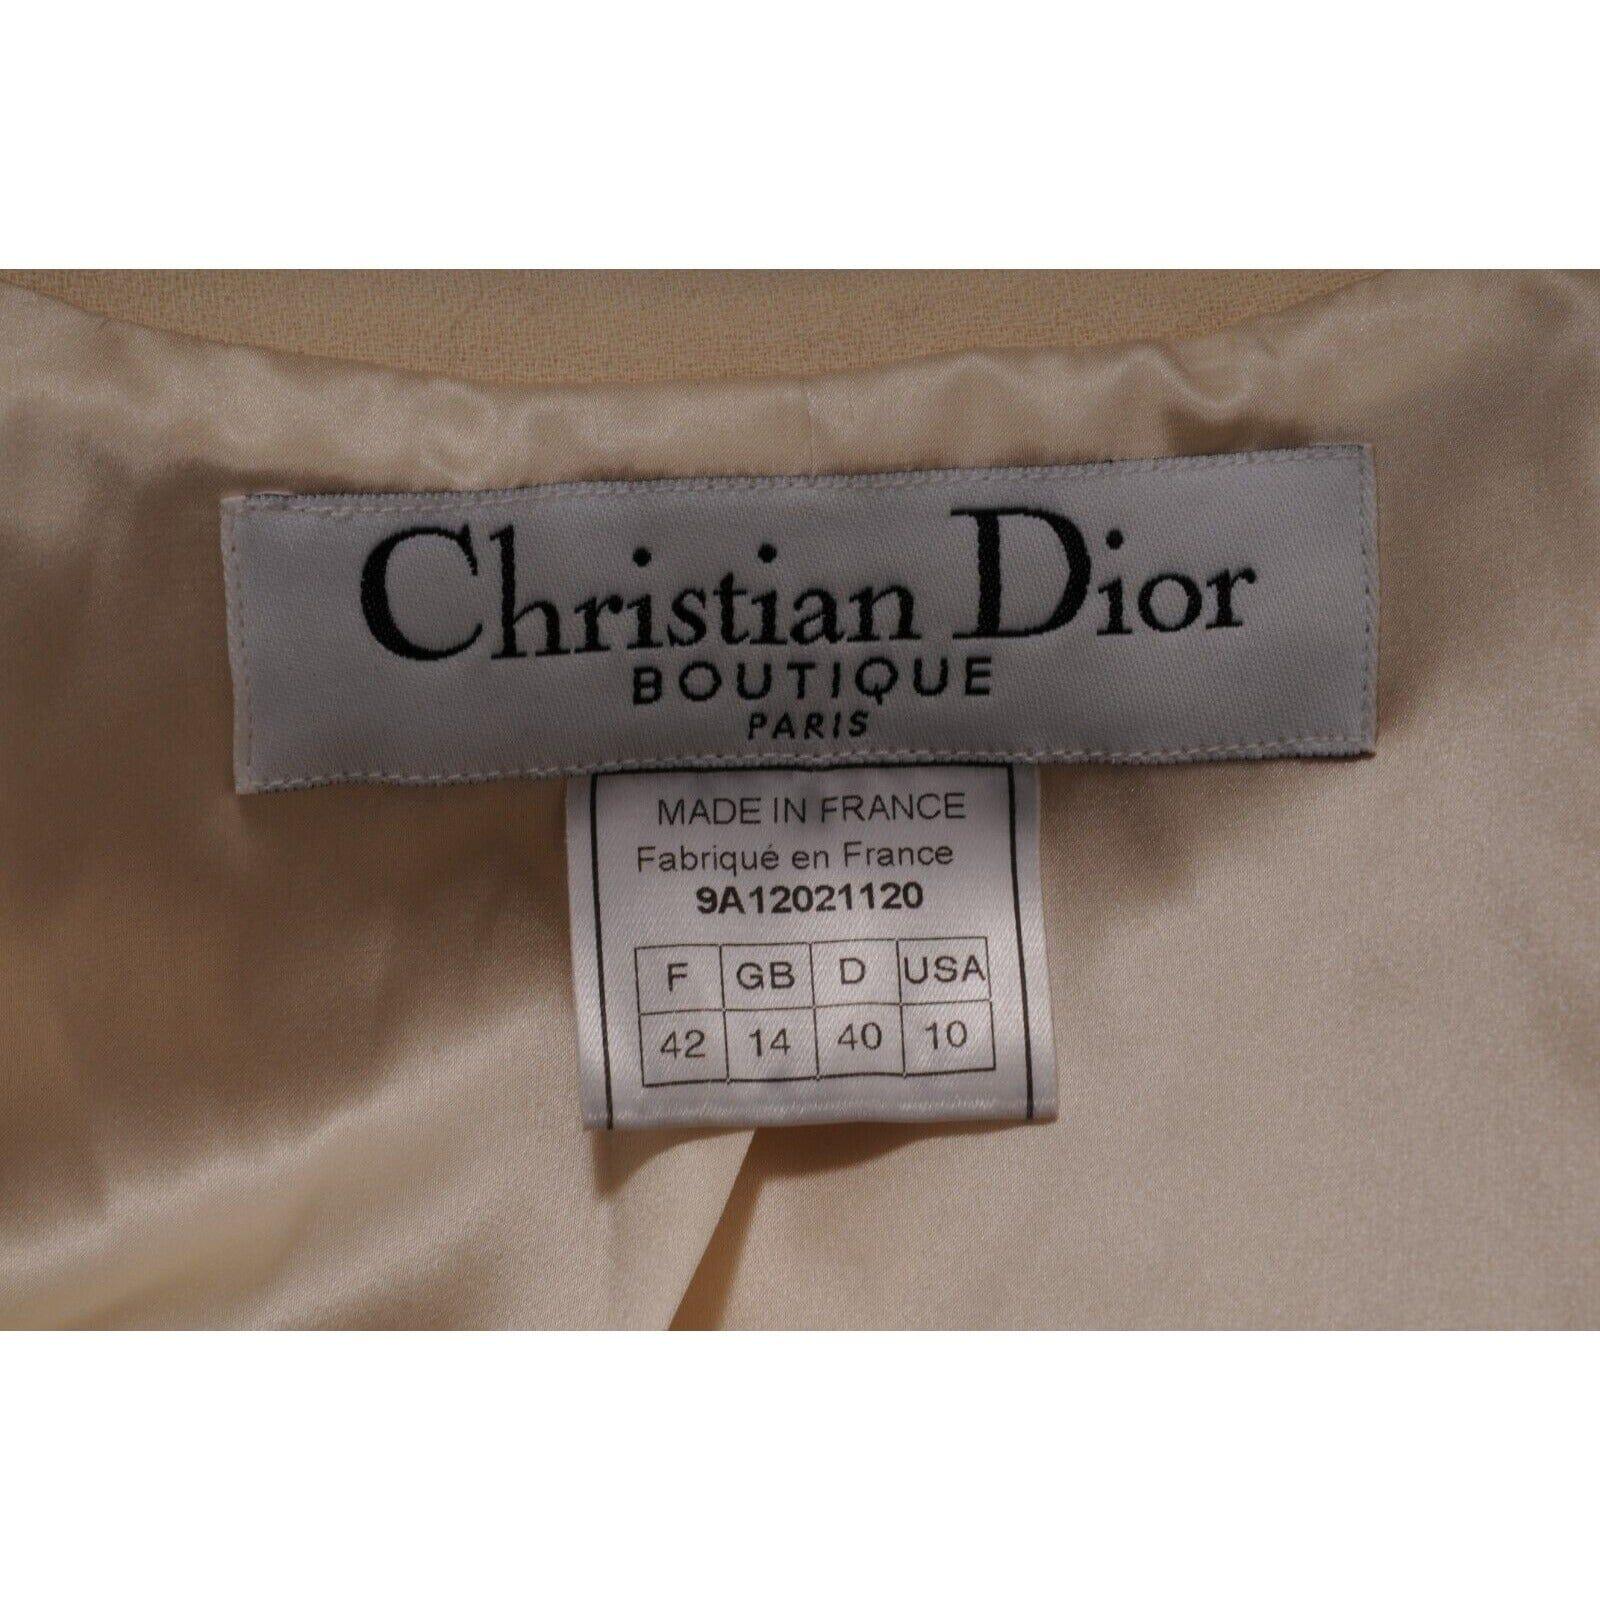 Christian Dior
BOUTIQUE
PARIS
MADE IN FRANCE
Fabriqué en France
9A12021120
F GB D USA
42 14 40 10